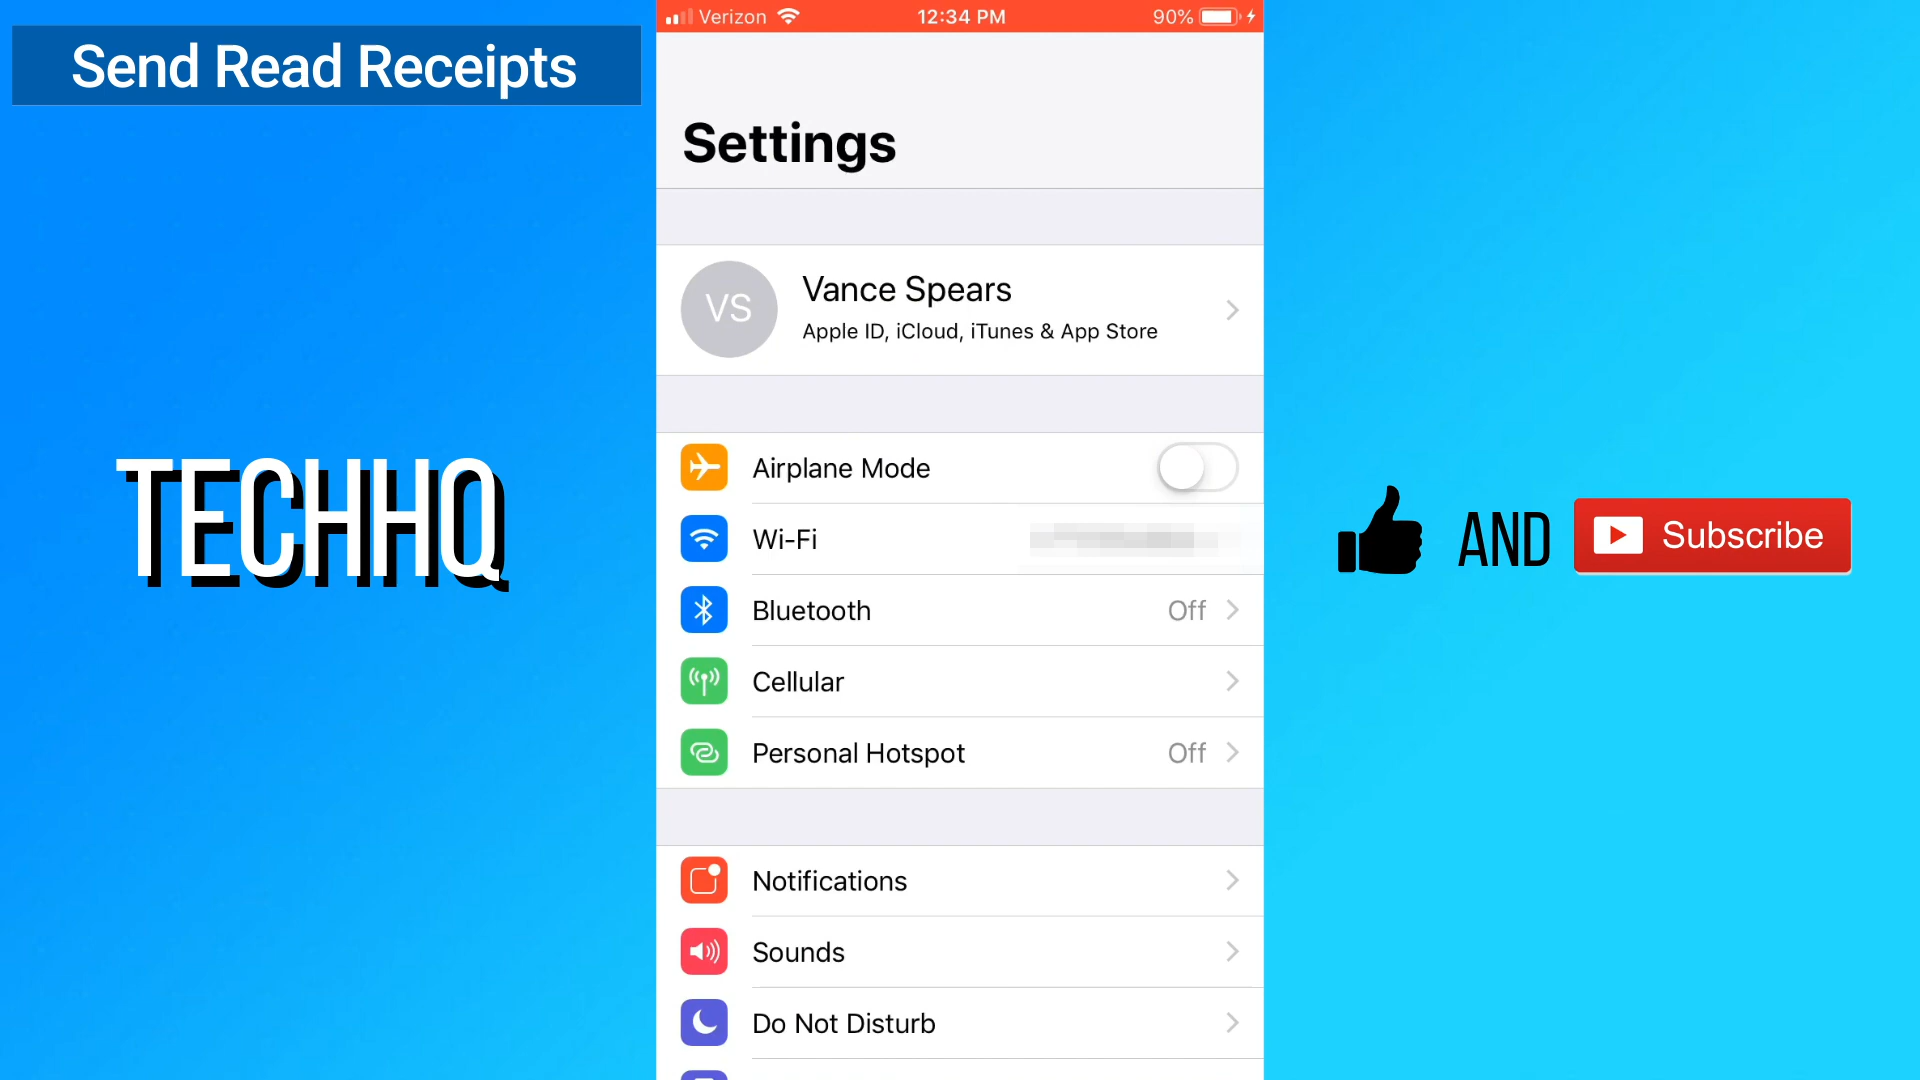 Send Read Receipts
Verizon 12:34 PM 90%
Settings
VS
Vance Spears
Apple ID, iCloud, iTunes & App Store
Airplane Mode
Wi-Fi
Bluetooth Off
Cellular
Personal Hotspot Off
TECHHQ
AND Subscribe
Notifications
Sounds
Do Not Disturb